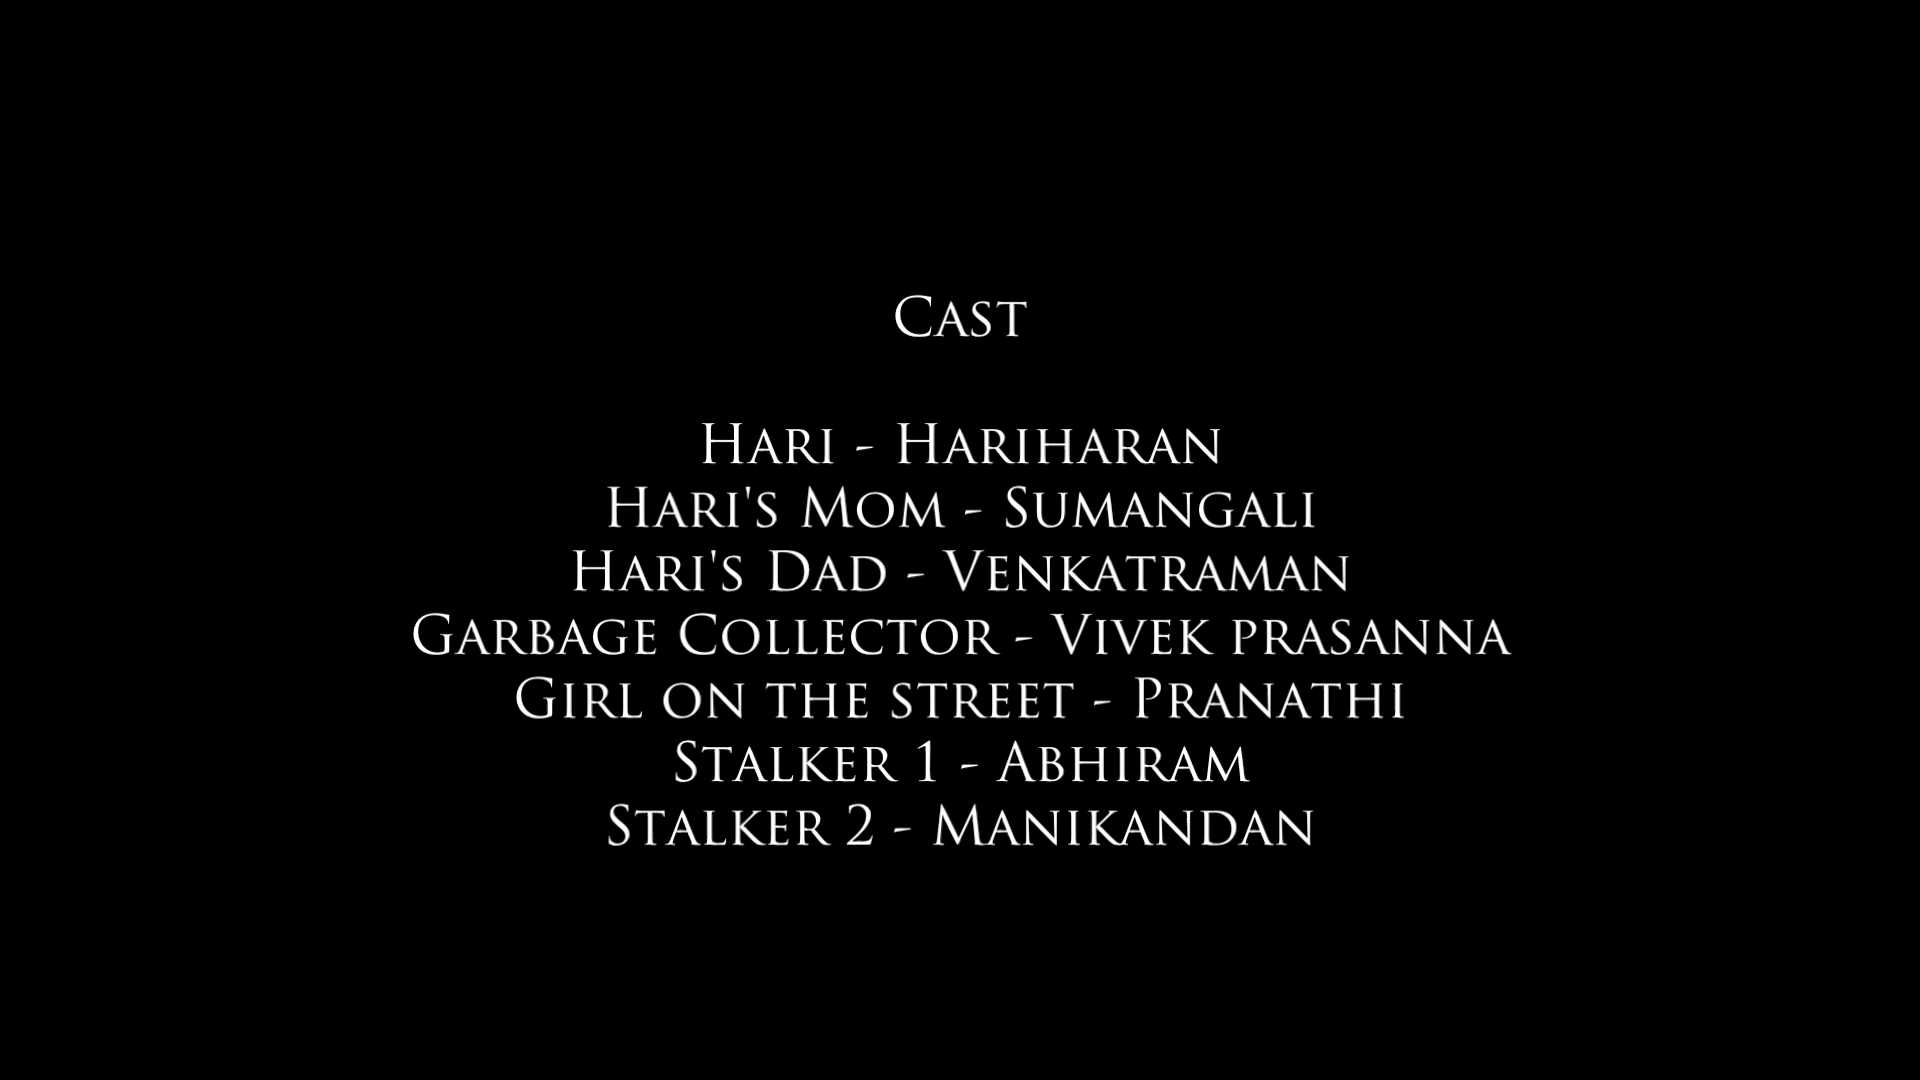 Cast
Hari - Hariharan
Hari's Mom - Sumangali
Hari's Dad - Venkatraman
Garbage Collector - Vivek prasanna
Girl on the street - Pranathi
Stalker 1 - Abhiram
Stalker 2 - Manikandan